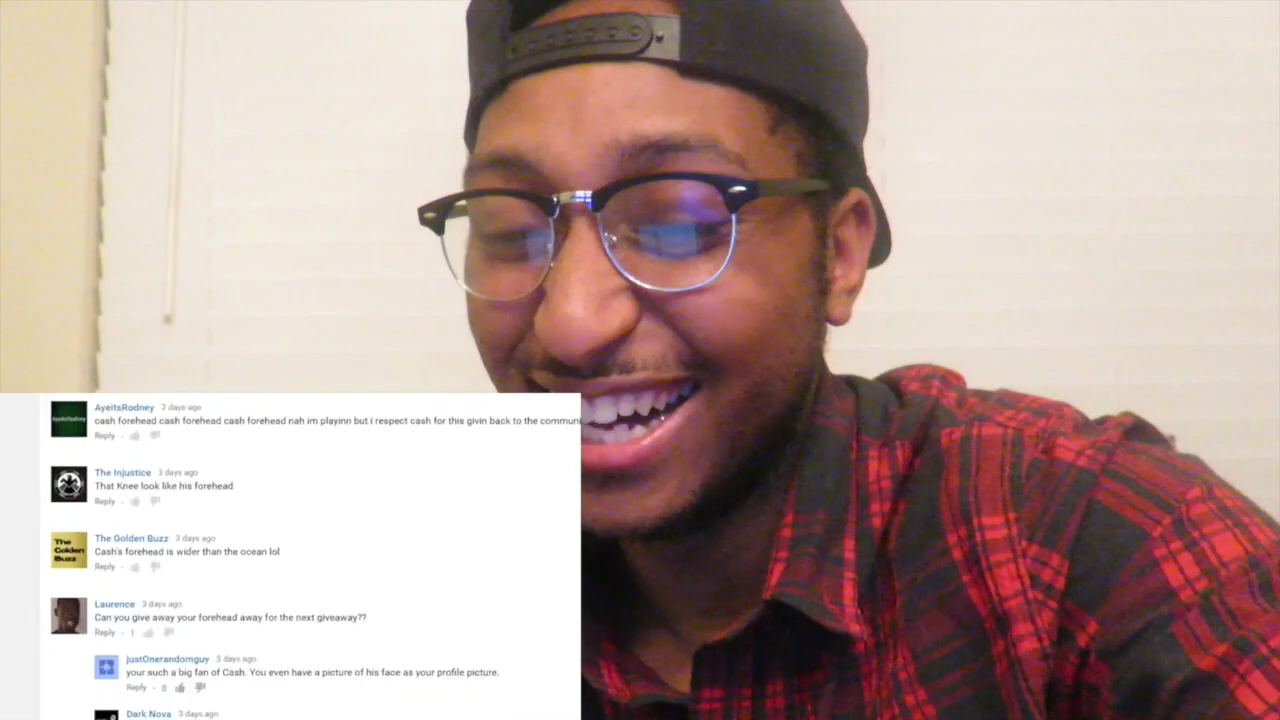 AyeitsRodney 2 days ago
cash forehead cash forehead cash forehead nah im playinn but i respect cash for this givin back to the communi
Reply
The Injustice 3 days ago
That Knee look like his forehead
Reply
The Golden Buzz 3 days ago
The Golden Buzz
Cash's forehead is wider than the ocean lol
Reply
Laurence 3 days ago
Can you give away your forehead away for the next giveaway??
Reply · 1
justOnerandomguy 3 days ago
your such a big fan of Cash. You even have a picture of his face as your profile picture.
Reply · 8
Dark Nova 3 days ago